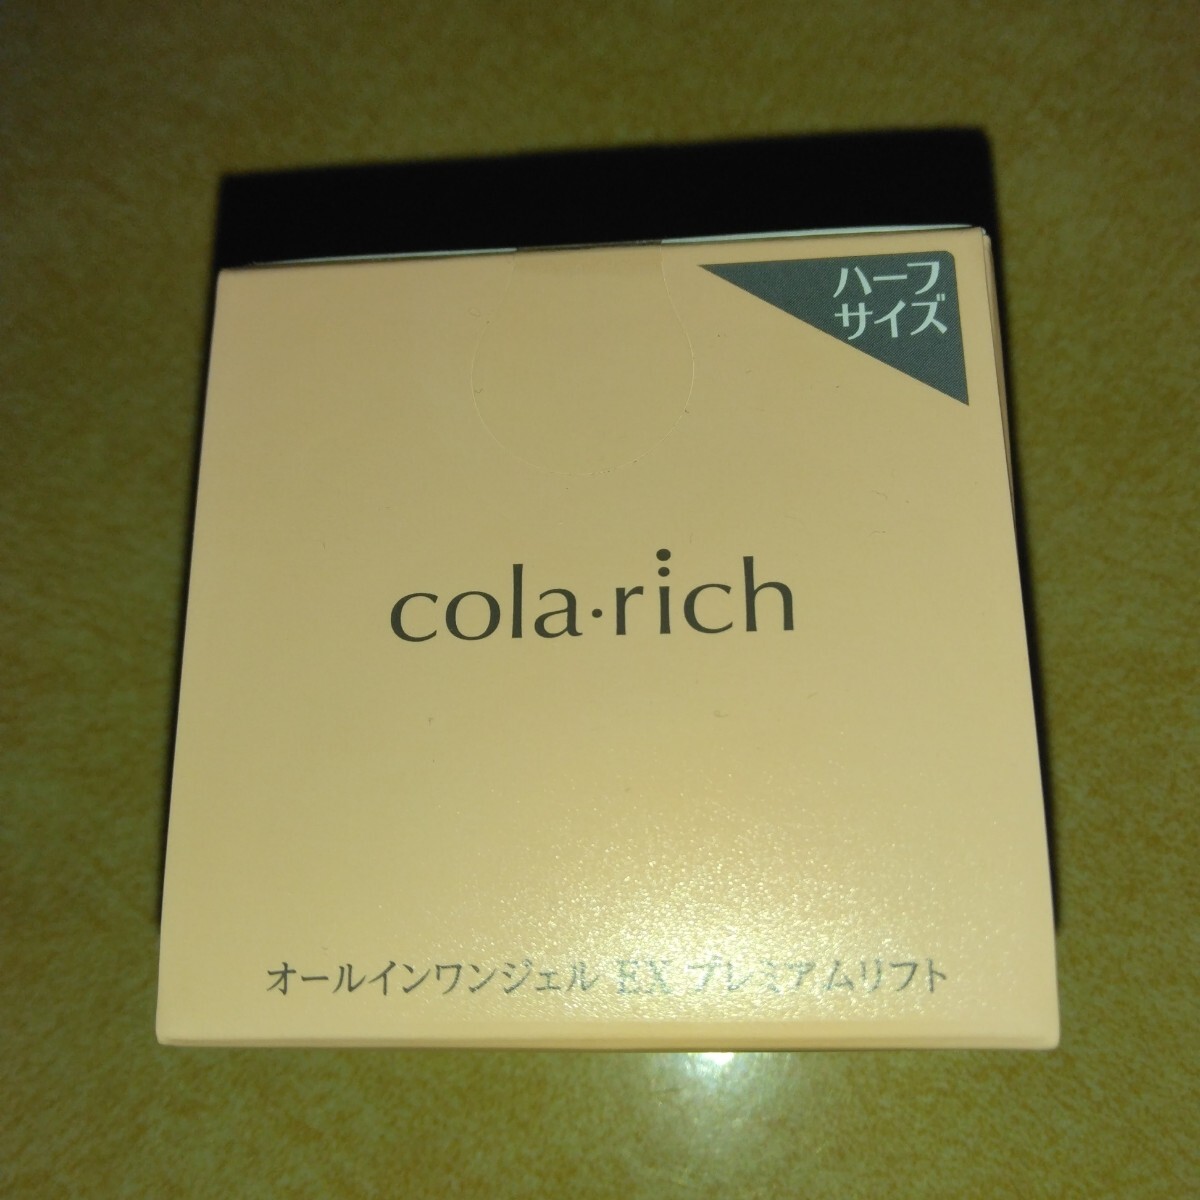 ハーフ
サイズ
cola·rich
オールインワンジェル EX プレミアムリフト